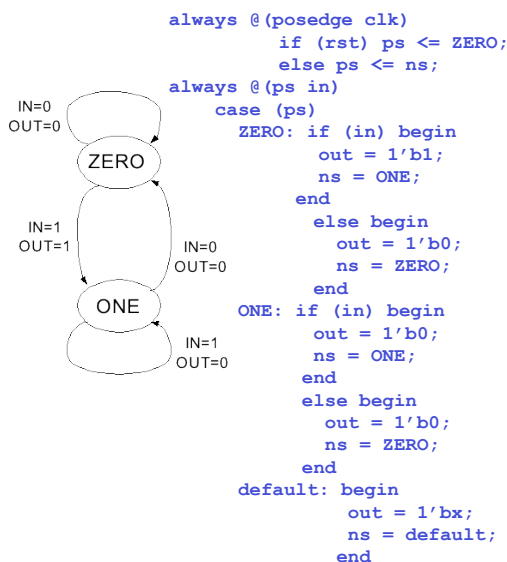 always @(posedge clk)
if (rst) ps <= ZERO;
else ps <= ns;
always @(ps in)
case (ps)
ZERO: if (in) begin
out = 1’b1;
ns = ONE;
end
else begin
out = 1’b0;
ns = ZERO;
end
ONE: if (in) begin
out = 1’b0;
ns = ONE;
end
else begin
out = 1’b0;
ns = ZERO;
end
default: begin
out = 1’bx;
ns = default;
end
IN=0
OUT=0
ZERO
IN=1
OUT=1
IN=0
OUT=0
ONE
IN=1
OUT=0